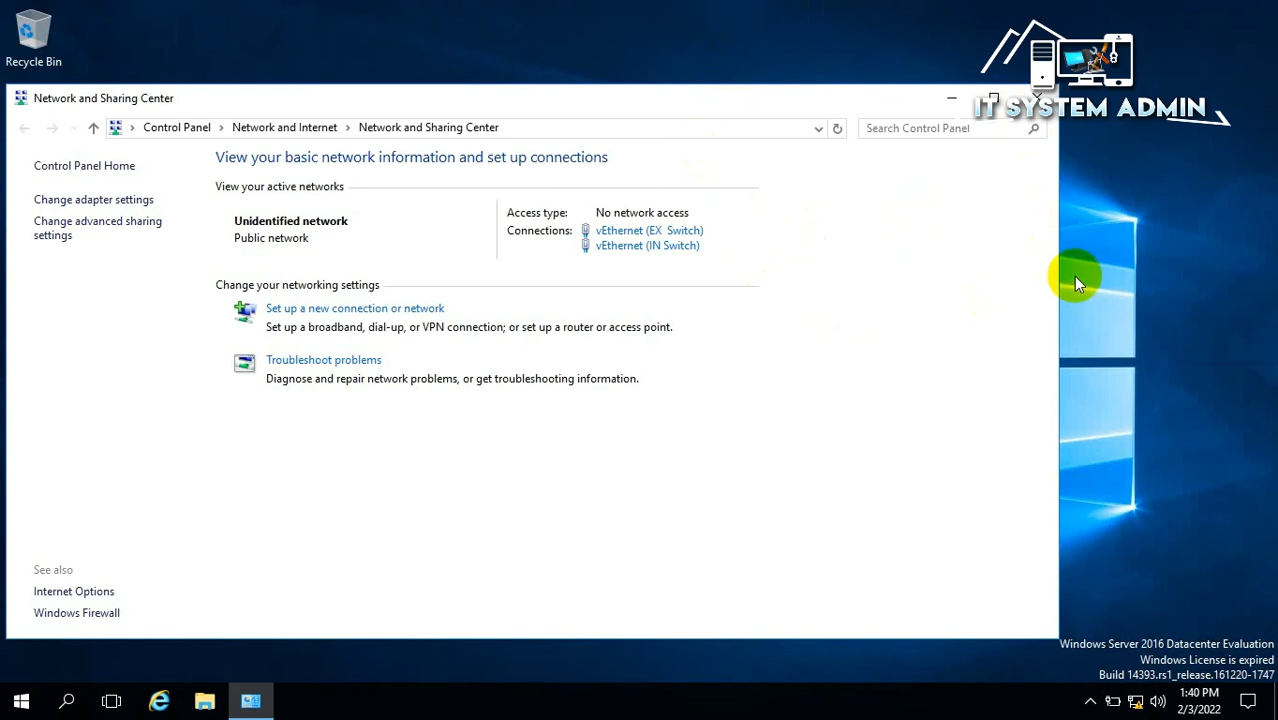 Recycle Bin
IT SYSTEM ADMIN
Network and Sharing Center
Control Panel
Network and Internet
Network and Sharing Center
Search Control Panel
Control Panel Home
Change adapter settings
Change advanced sharing
settings
View your basic network information and set up connections
View your active networks
Unidentified network
Public network
Access type: No network access
Connections: vEthernet (EX  Switch)
vEthernet (IN Switch)
Change your networking settings
Set up a new connection or network
Set up a broadband, dial-up, or VPN connection; or set up a router or access point.
Troubleshoot problems
Diagnose and repair network problems, or get troubleshooting information.
See also
Internet Options
Windows Firewall
Windows Server 2016 Datacenter Evaluation
Windows License is expired
Build 14393.rs1_release.161220-1747
1:40 PM
2/3/2022